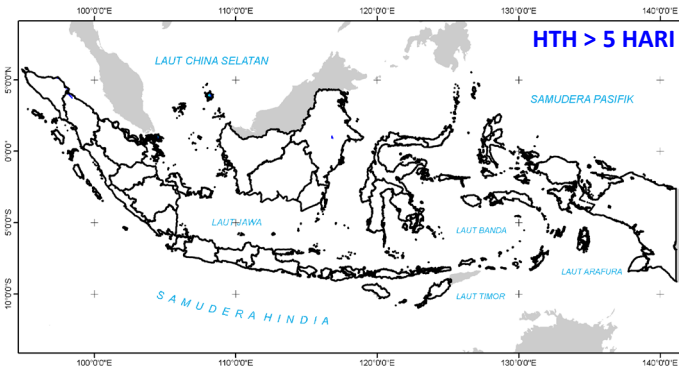 100°0'0"E 110°0'0"E 120°0'0"E 130°0'0"E 140°0'0"E
HTH > 5 HARI
LAUT CHINA SELATAN
5°0'0"N
SAMUDERA PASIFIK
0°0'0"
LAUT JAWA
5°0'0"S
LAUT BANDA
LAUT ARAFURA
10°0'0"S
LAUT TIMOR
SAMUDERA HINDIA
100°0'0"E 110°0'0"E 120°0'0"E 130°0'0"E 140°0'0"E